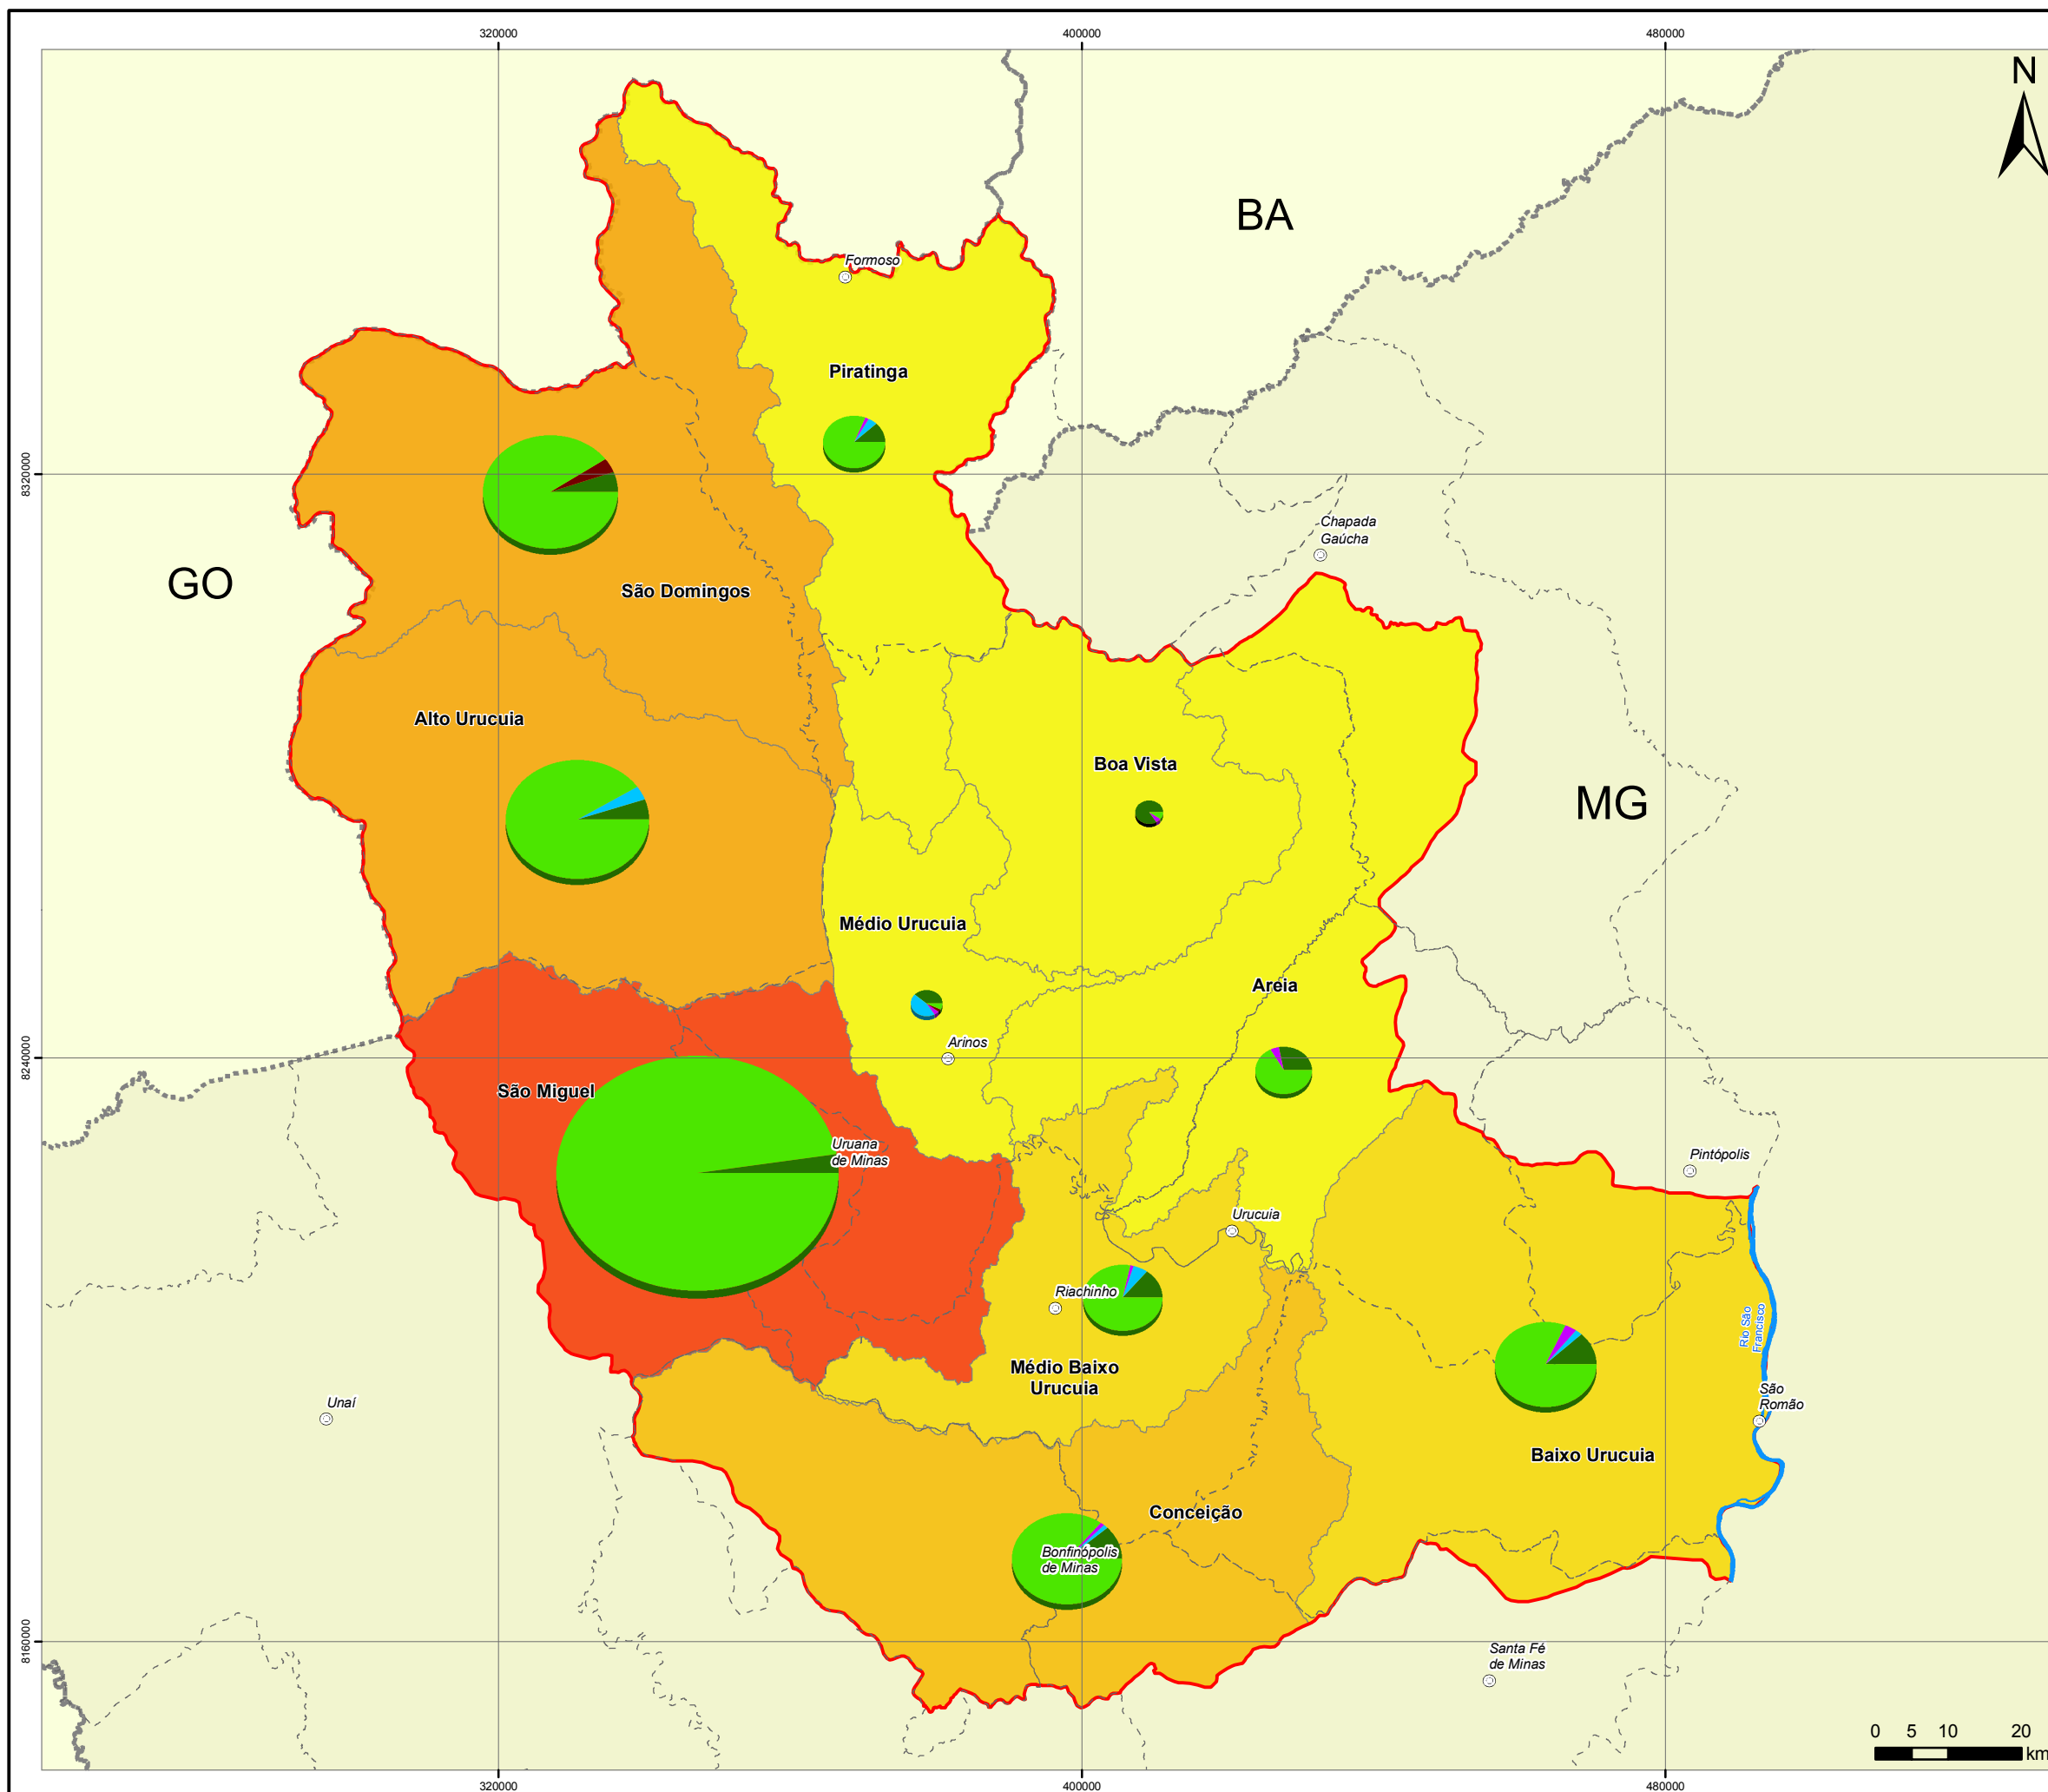 320000
400000
480000
N
BA
Formoso
Piratinga
8320000
Chapada
Gaúcha
GO
São Domingos
Alto Urucuia
Boa Vista
MG
Médio Urucuia
Areia
Arinos
8240000
São Miguel
Uruana
de Minas
Pintópolis
Urucuia
Riachinho
Rio São
Francisco
Médio Baixo
Urucuia
São
Romão
Unaí
Baixo Urucuia
Conceição
Bonfinópolis
de Minas
8160000
Santa Fé
de Minas
0 5 10 20
km
320000
400000
480000